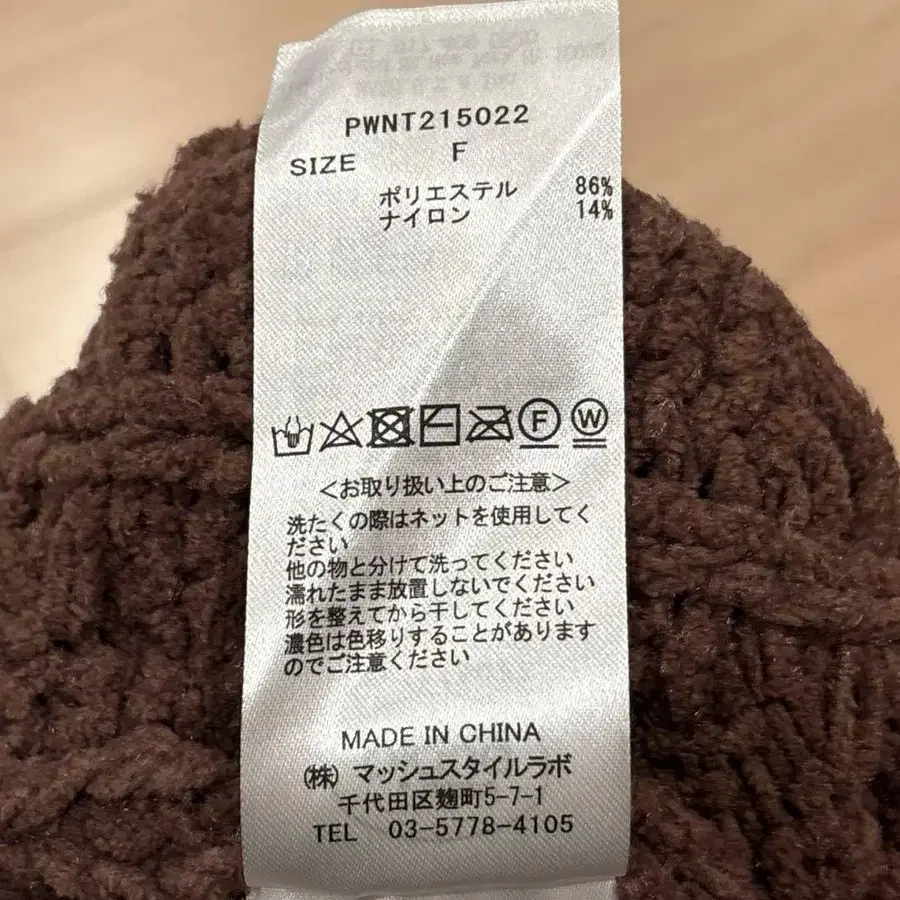 PWNT215022
SIZE F
ポリエステル 86%
ナイロン 14%
F W
<お取り扱い上のご注意>
洗たくの際はネットを使用してく
ださい
他の物と分けて洗ってください
濡れたまま放置しないでください
形を整えてから干してください
濃色は色移りすることがあります
のでご注意ください
MADE IN CHINA
(株) マッシュスタイルラボ
千代田区麹町5-7-1
TEL 03-5778-4105